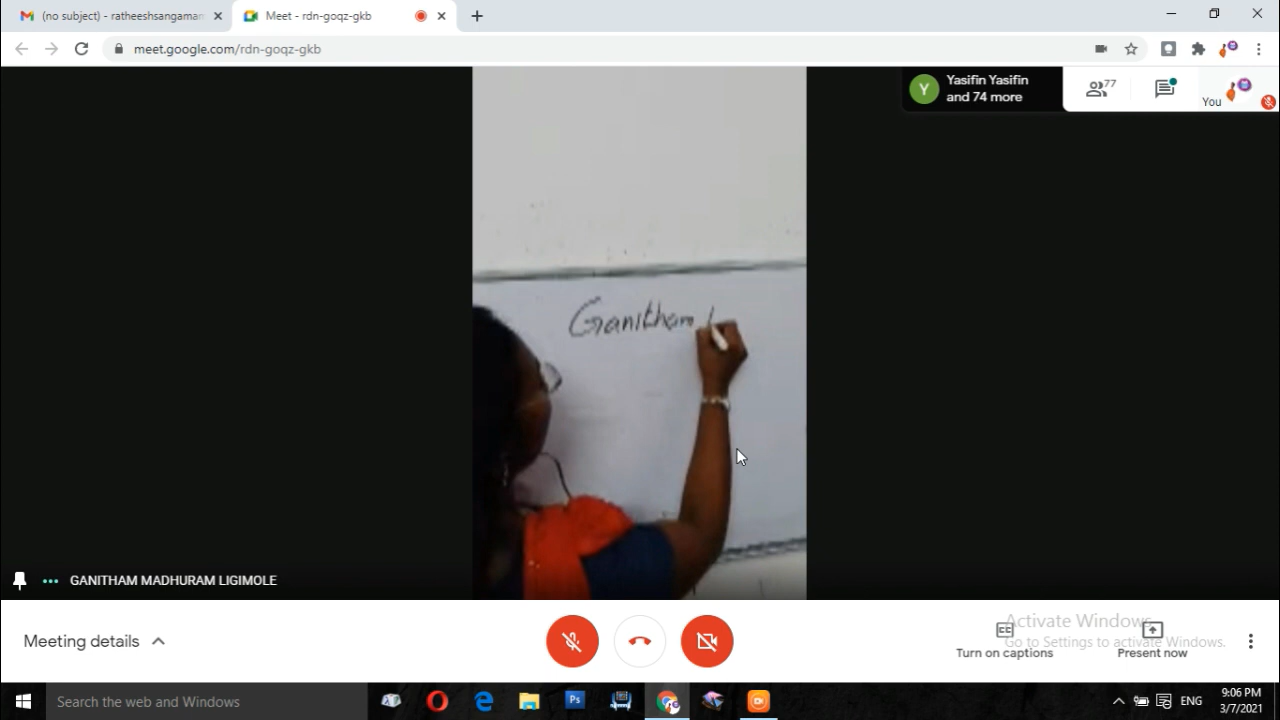 (no subject) - ratheeshsangamam
Meet - rdn-goqz-gkb
meet.google.com/rdn-goqz-gkb
Y
Yasifin Yasifin
and 74 more
77
You
Ganitham
GANITHAM MADHURAM LIGIMOLE
Meeting details
Activate Windows
Go to Settings to activate Windows.
CC
Turn on captions
Present now
Search the web and Windows
Ps
ENG
9:06 PM
3/7/2021